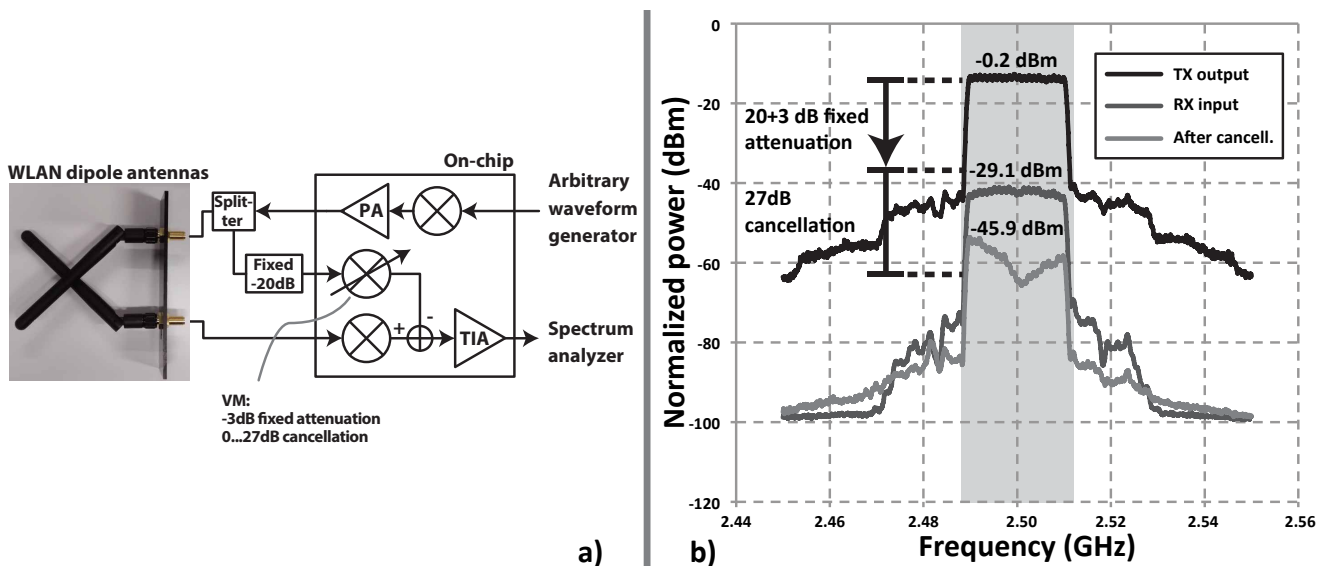 WLAN dipole antennas
On-chip
Split-
ter
PA
Arbitrary
waveform
generator
Fixed
-20dB
+
-
TIA
Spectrum
analyzer
VM:
-3dB fixed attenuation
0...27dB cancellation
a)
0
-20
-40
-60
-80
-100
-120
Normalized power (dBm)
-0.2 dBm
20+3 dB fixed
attenuation
-29.1 dBm
27dB
cancellation
-45.9 dBm
TX output
RX input
After cancell.
2.44
2.46
2.48
2.50
2.52
2.54
2.56
Frequency (GHz)
b)